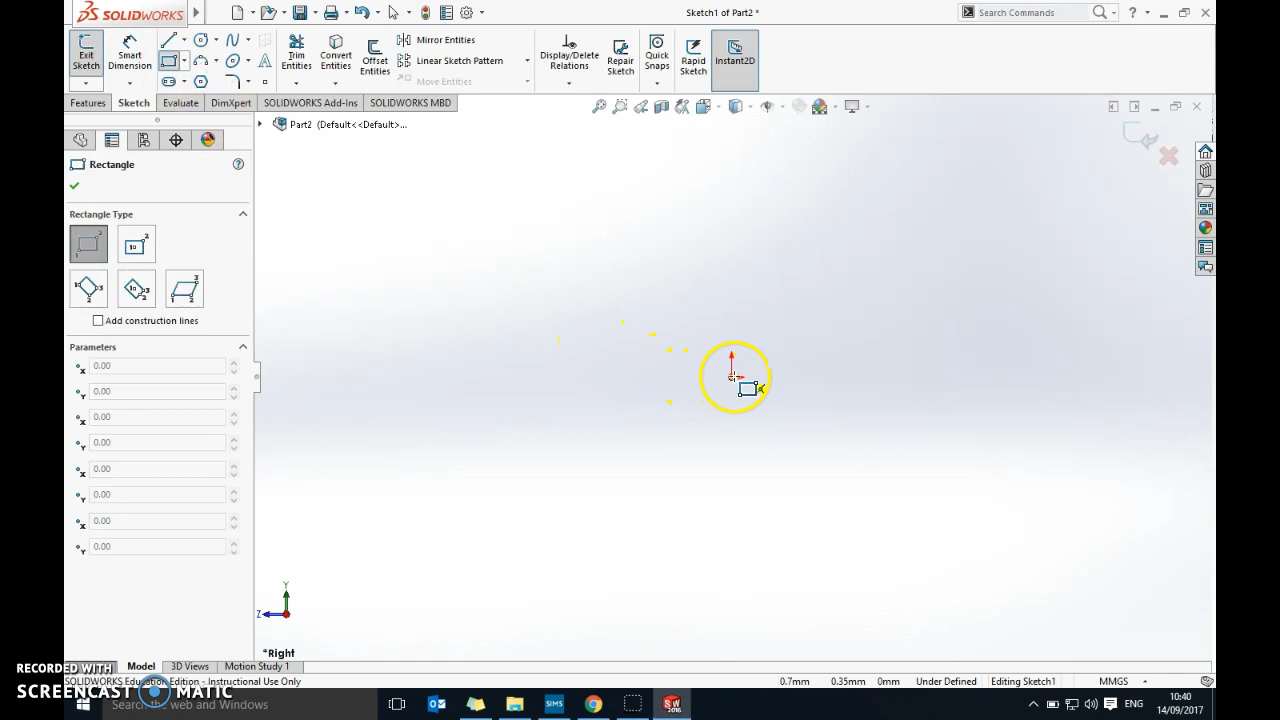 SOLIDWORKS
Sketch1 of Part2 *
Search Commands
?
Exit Sketch
Smart Dimension
Trim Entities
Convert Entities
Offset Entities
Mirror Entities
Linear Sketch Pattern
Move Entities
Display/Delete Relations
Repair Sketch
Quick Snaps
Rapid Sketch
Instant2D
Features
Sketch
Evaluate
DimXpert
SOLIDWORKS Add-Ins
SOLIDWORKS MBD
Part2 (Default<<Default>...
Rectangle
Rectangle Type
Add construction lines
Parameters
X 0.00
Y 0.00
X 0.00
Y 0.00
X 0.00
Y 0.00
X 0.00
Y 0.00
Y
Z
*Right
Model
3D Views
Motion Study 1
SOLIDWORKS Education Edition - Instructional Use Only
0.7mm
0.35mm
0mm
Under Defined
Editing Sketch1
MMGS
RECORDED WITH
SCREENCAST MATIC
Search the web and Windows
SIMS
SW
2016
ENG
10:40
14/09/2017